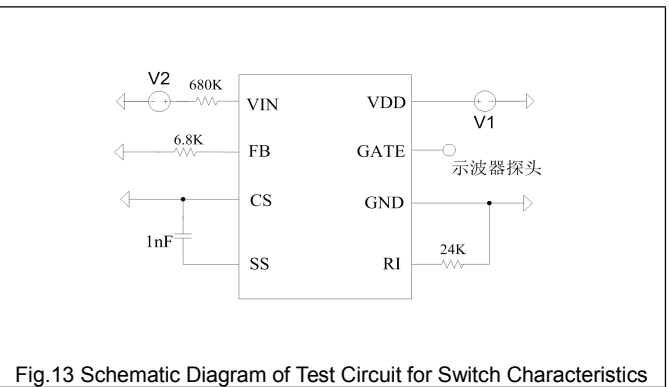 V2
680K
VIN
VDD
V1
6.8K
FB
GATE
示波器探头
CS
GND
1nF
24K
SS
RI
Fig.13 Schematic Diagram of Test Circuit for Switch Characteristics